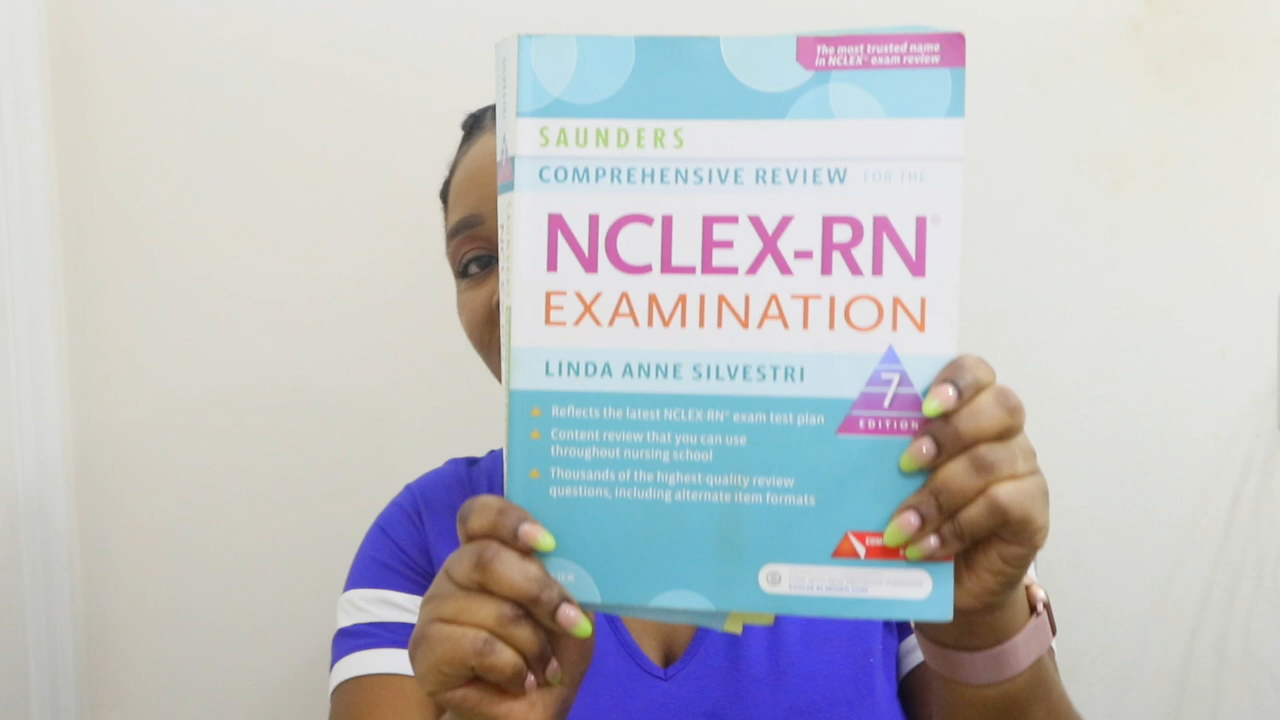 The most trusted name
in NCLEX® exam review
SAUNDERS
COMPREHENSIVE REVIEW FOR THE
NCLEX-RN®
EXAMINATION
LINDA ANNE SILVESTRI
7
EDITION
Reflects the latest NCLEX-RN® exam test plan
Content review that you can use
throughout nursing school
Thousands of the highest-quality review
questions, including alternate item formats